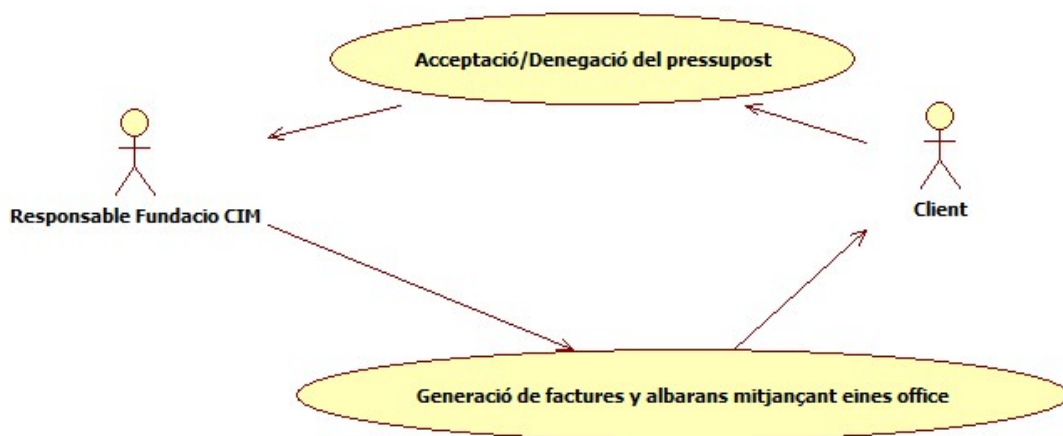 Acceptació/Denegació del pressupost
Responsable Fundacio CIM
Client
Generació de factures y albarans mitjançant eines office